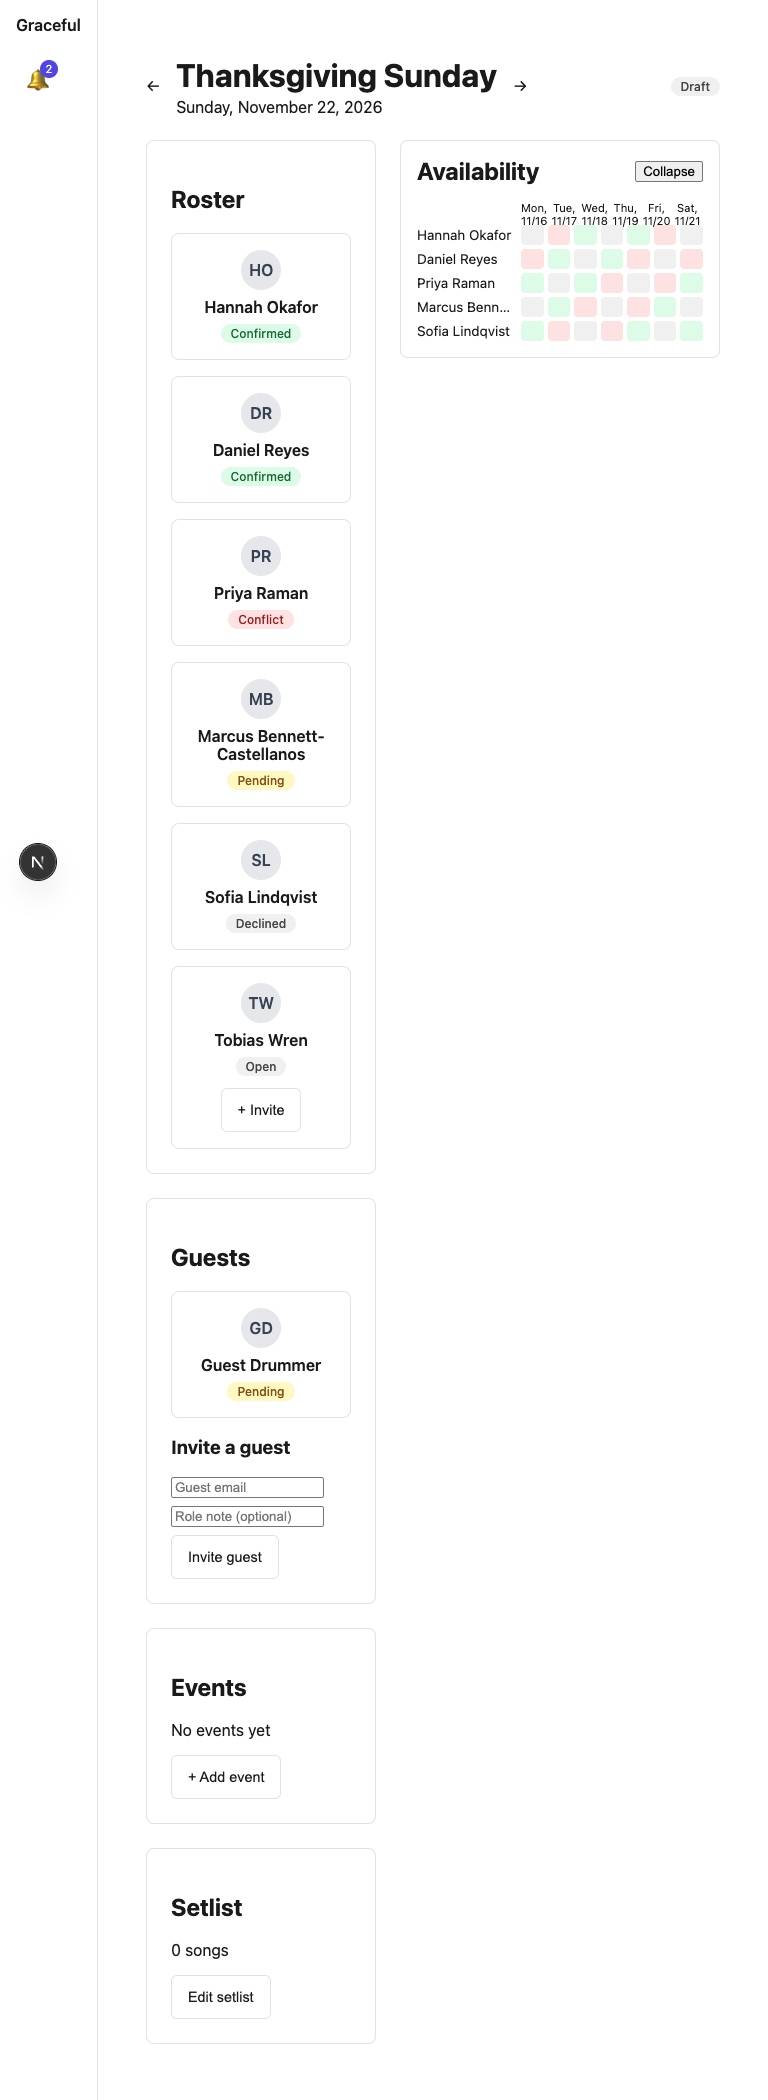 Graceful
2
← Thanksgiving Sunday → Draft
Sunday, November 22, 2026
Roster
HO
Hannah Okafor
Confirmed
DR
Daniel Reyes
Confirmed
PR
Priya Raman
Conflict
MB
Marcus Bennett-
Castellanos
Pending
SL
Sofia Lindqvist
Declined
TW
Tobias Wren
Open
+ Invite
Guests
GD
Guest Drummer
Pending
Invite a guest
Guest email
Role note (optional)
Invite guest
Events
No events yet
+ Add event
Setlist
0 songs
Edit setlist
Availability Collapse
Mon, Tue, Wed, Thu, Fri, Sat,
11/16 11/17 11/18 11/19 11/20 11/21
Hannah Okafor
Daniel Reyes
Priya Raman
Marcus Benn...
Sofia Lindqvist
N